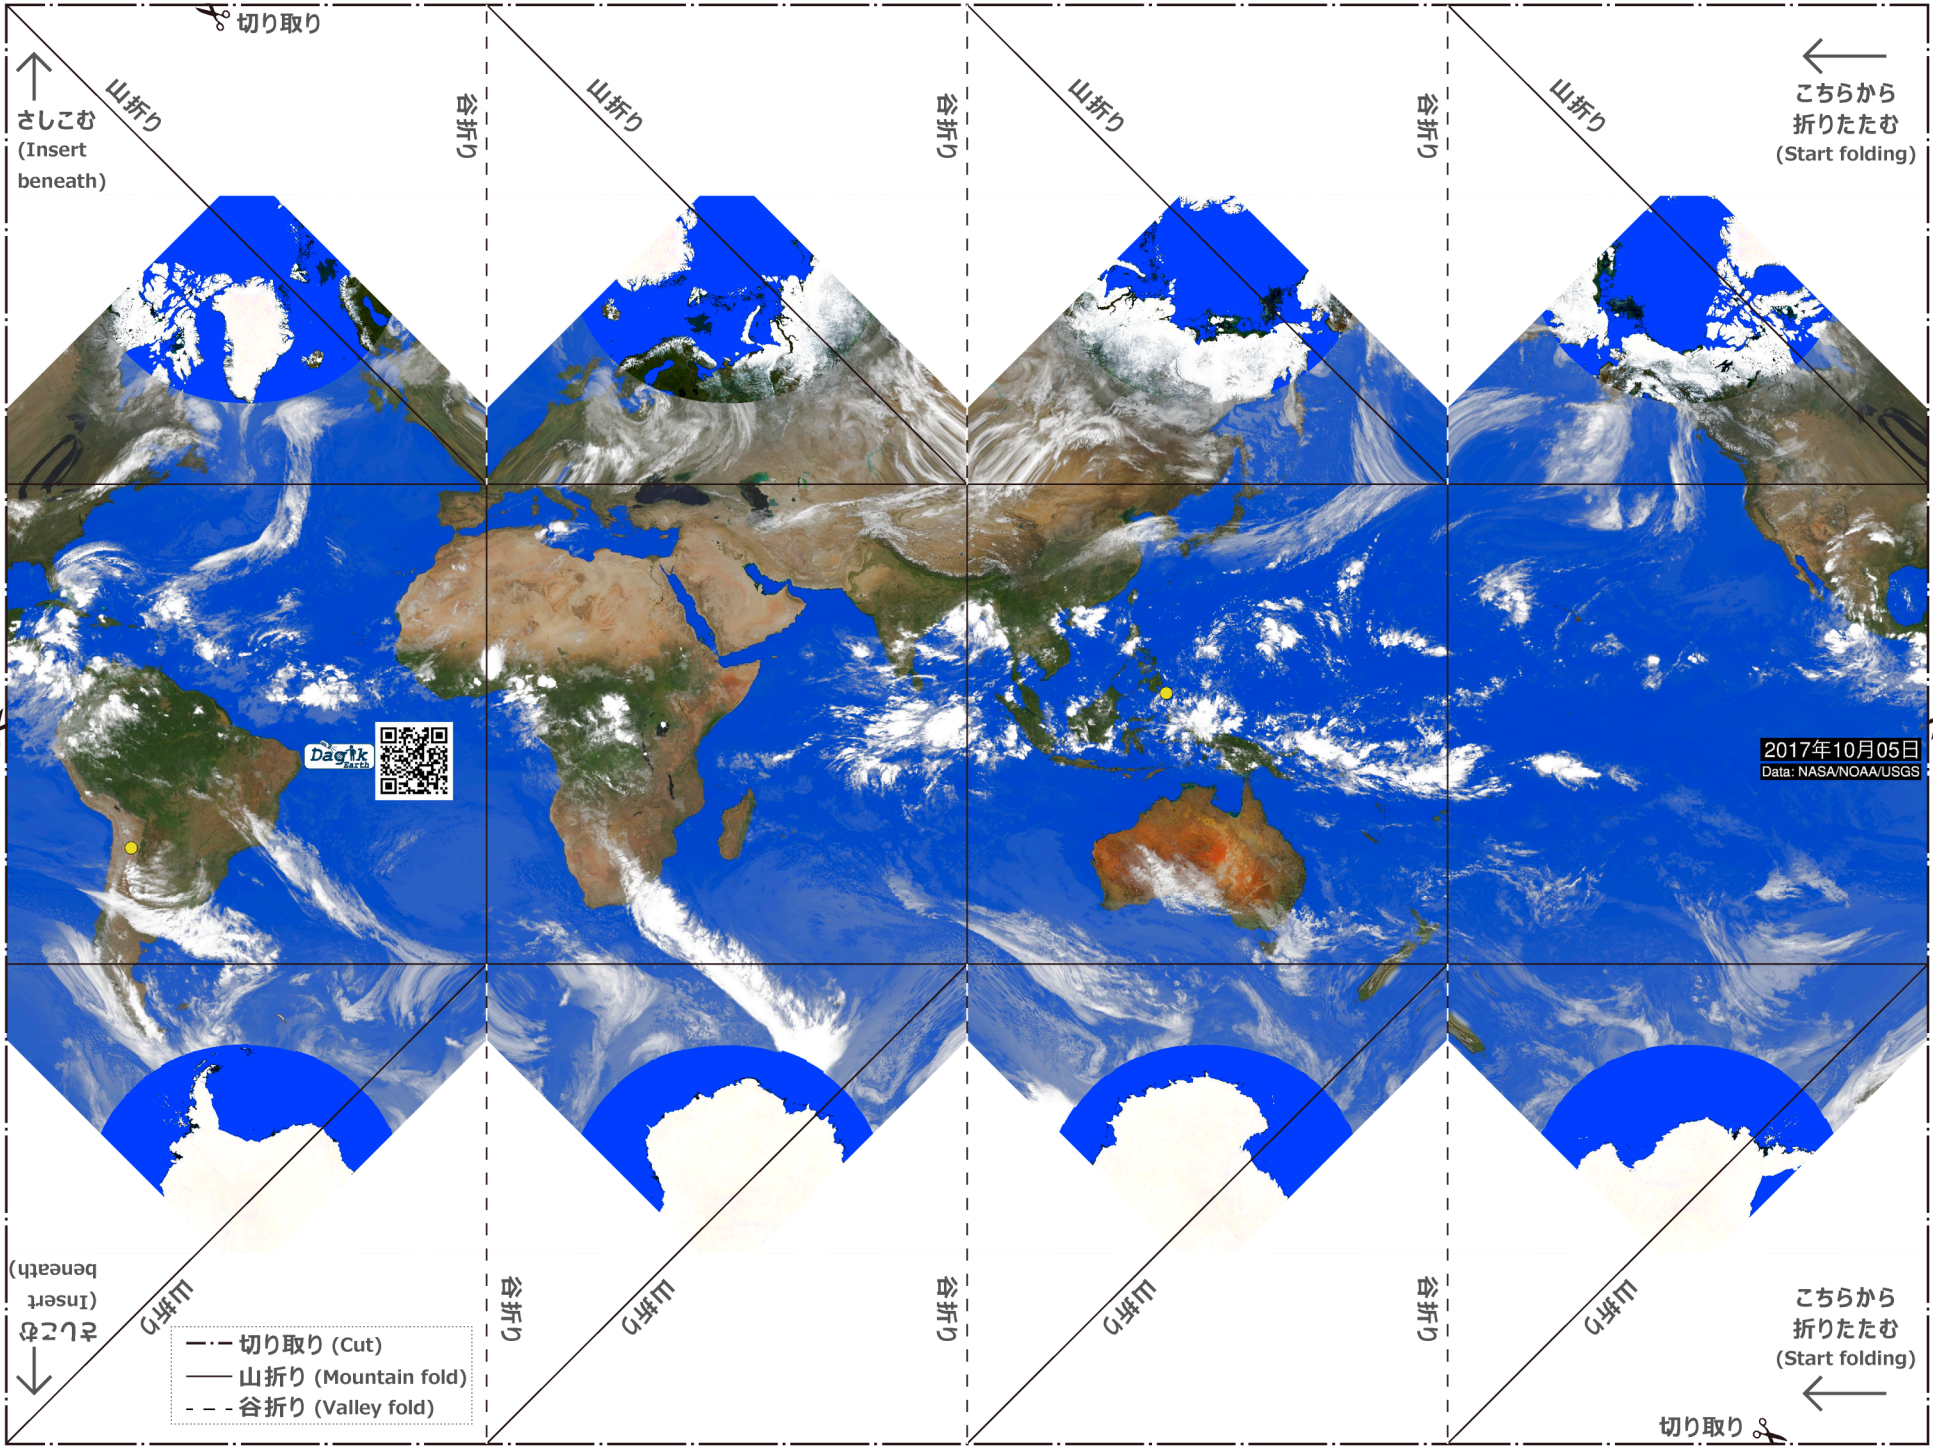 切り取り
さしこむ
(Insert
beneath)
山折り
谷折り
山折り
谷折り
山折り
谷折り
山折り
こちらから
折りたたむ
(Start folding)
Dagik
Earth
2017年10月05日
Data: NASA/NOAA/USGS
さしこむ
(Insert
beneath)
山折り
谷折り
山折り
谷折り
山折り
谷折り
山折り
こちらから
折りたたむ
(Start folding)
切り取り (Cut)
山折り (Mountain fold)
谷折り (Valley fold)
切り取り